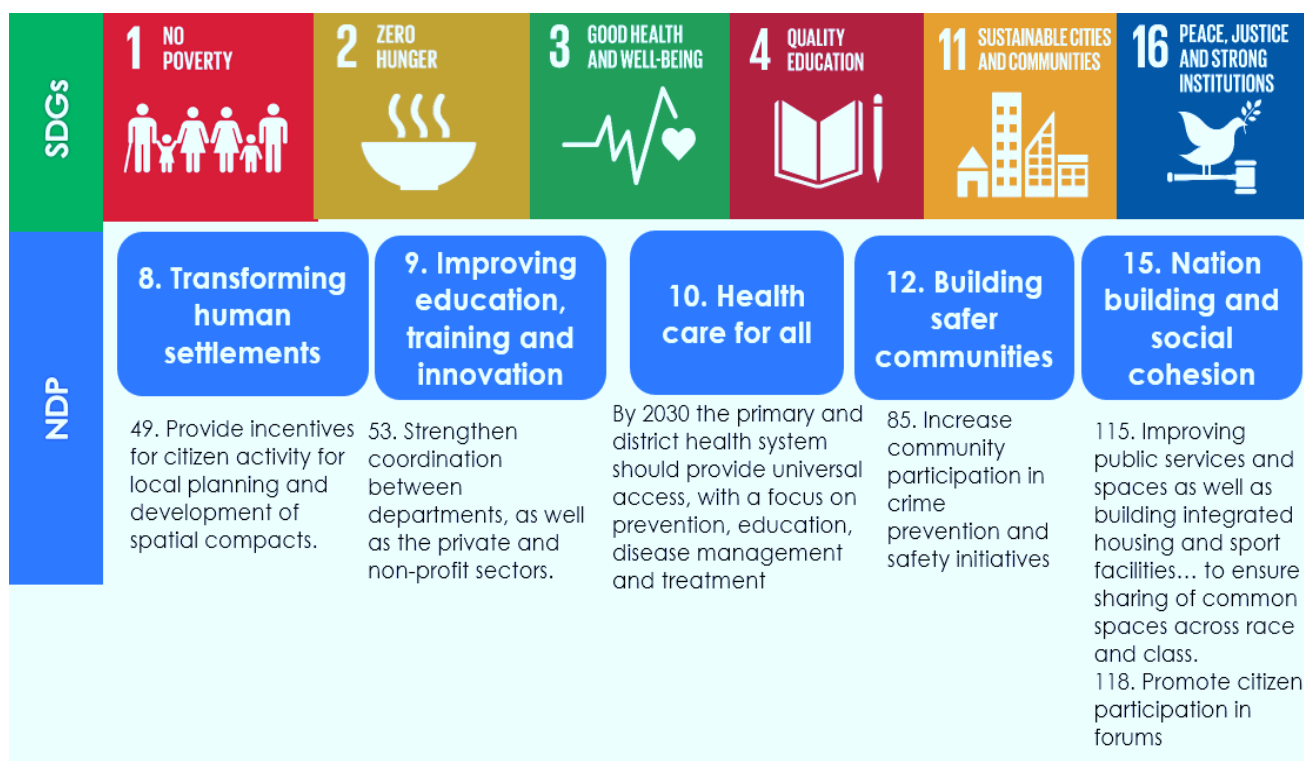 SDGs
1 NO
POVERTY
2 ZERO
HUNGER
3 GOOD HEALTH
AND WELL-BEING
4 QUALITY
EDUCATION
11 SUSTAINABLE CITIES
AND COMMUNITIES
16 PEACE, JUSTICE
AND STRONG
INSTITUTIONS
NDP
8. Transforming
human
settlements
49. Provide incentives
for citizen activity for
local planning and
development of
spatial compacts.
9. Improving
education,
training and
innovation
53. Strengthen
coordination
between
departments, as well
as the private and
non-profit sectors.
10. Health
care for all
By 2030 the primary and
district health system
should provide universal
access, with a focus on
prevention, education,
disease management
and treatment
12. Building
safer
communities
85. Increase
community
participation in
crime
prevention and
safety initiatives
15. Nation
building and
social
cohesion
115. Improving
public services and
spaces as well as
building integrated
housing and sport
facilities… to ensure
sharing of common
spaces across race
and class.
118. Promote citizen
participation in
forums